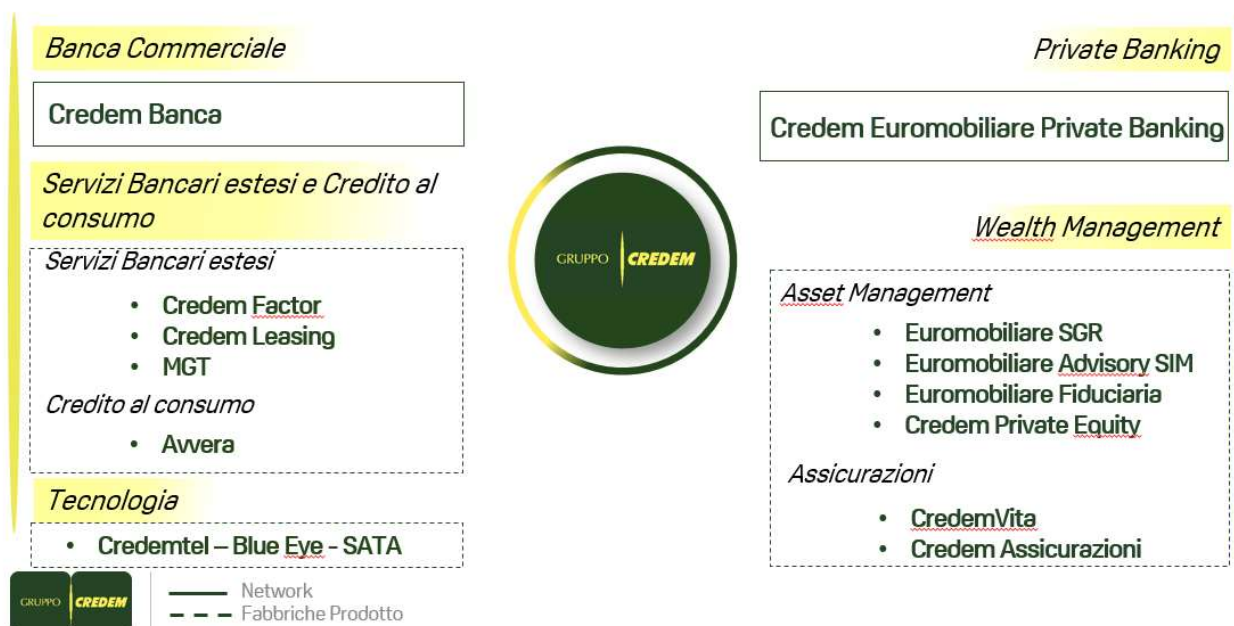 Banca Commerciale
Credem Banca
Servizi Bancari estesi e Credito al
consumo
Servizi Bancari estesi
• Credem Factor
• Credem Leasing
• MGT
Credito al consumo
• Avvera
Tecnologia
• Credemtel – Blue Eye - SATA
GRUPPO CREDEM
Private Banking
Credem Euromobiliare Private Banking
Wealth Management
Asset Management
• Euromobiliare SGR
• Euromobiliare Advisory SIM
• Euromobiliare Fiduciaria
• Credem Private Equity
Assicurazioni
• CredemVita
• Credem Assicurazioni
GRUPPO CREDEM
Network
Fabbriche Prodotto